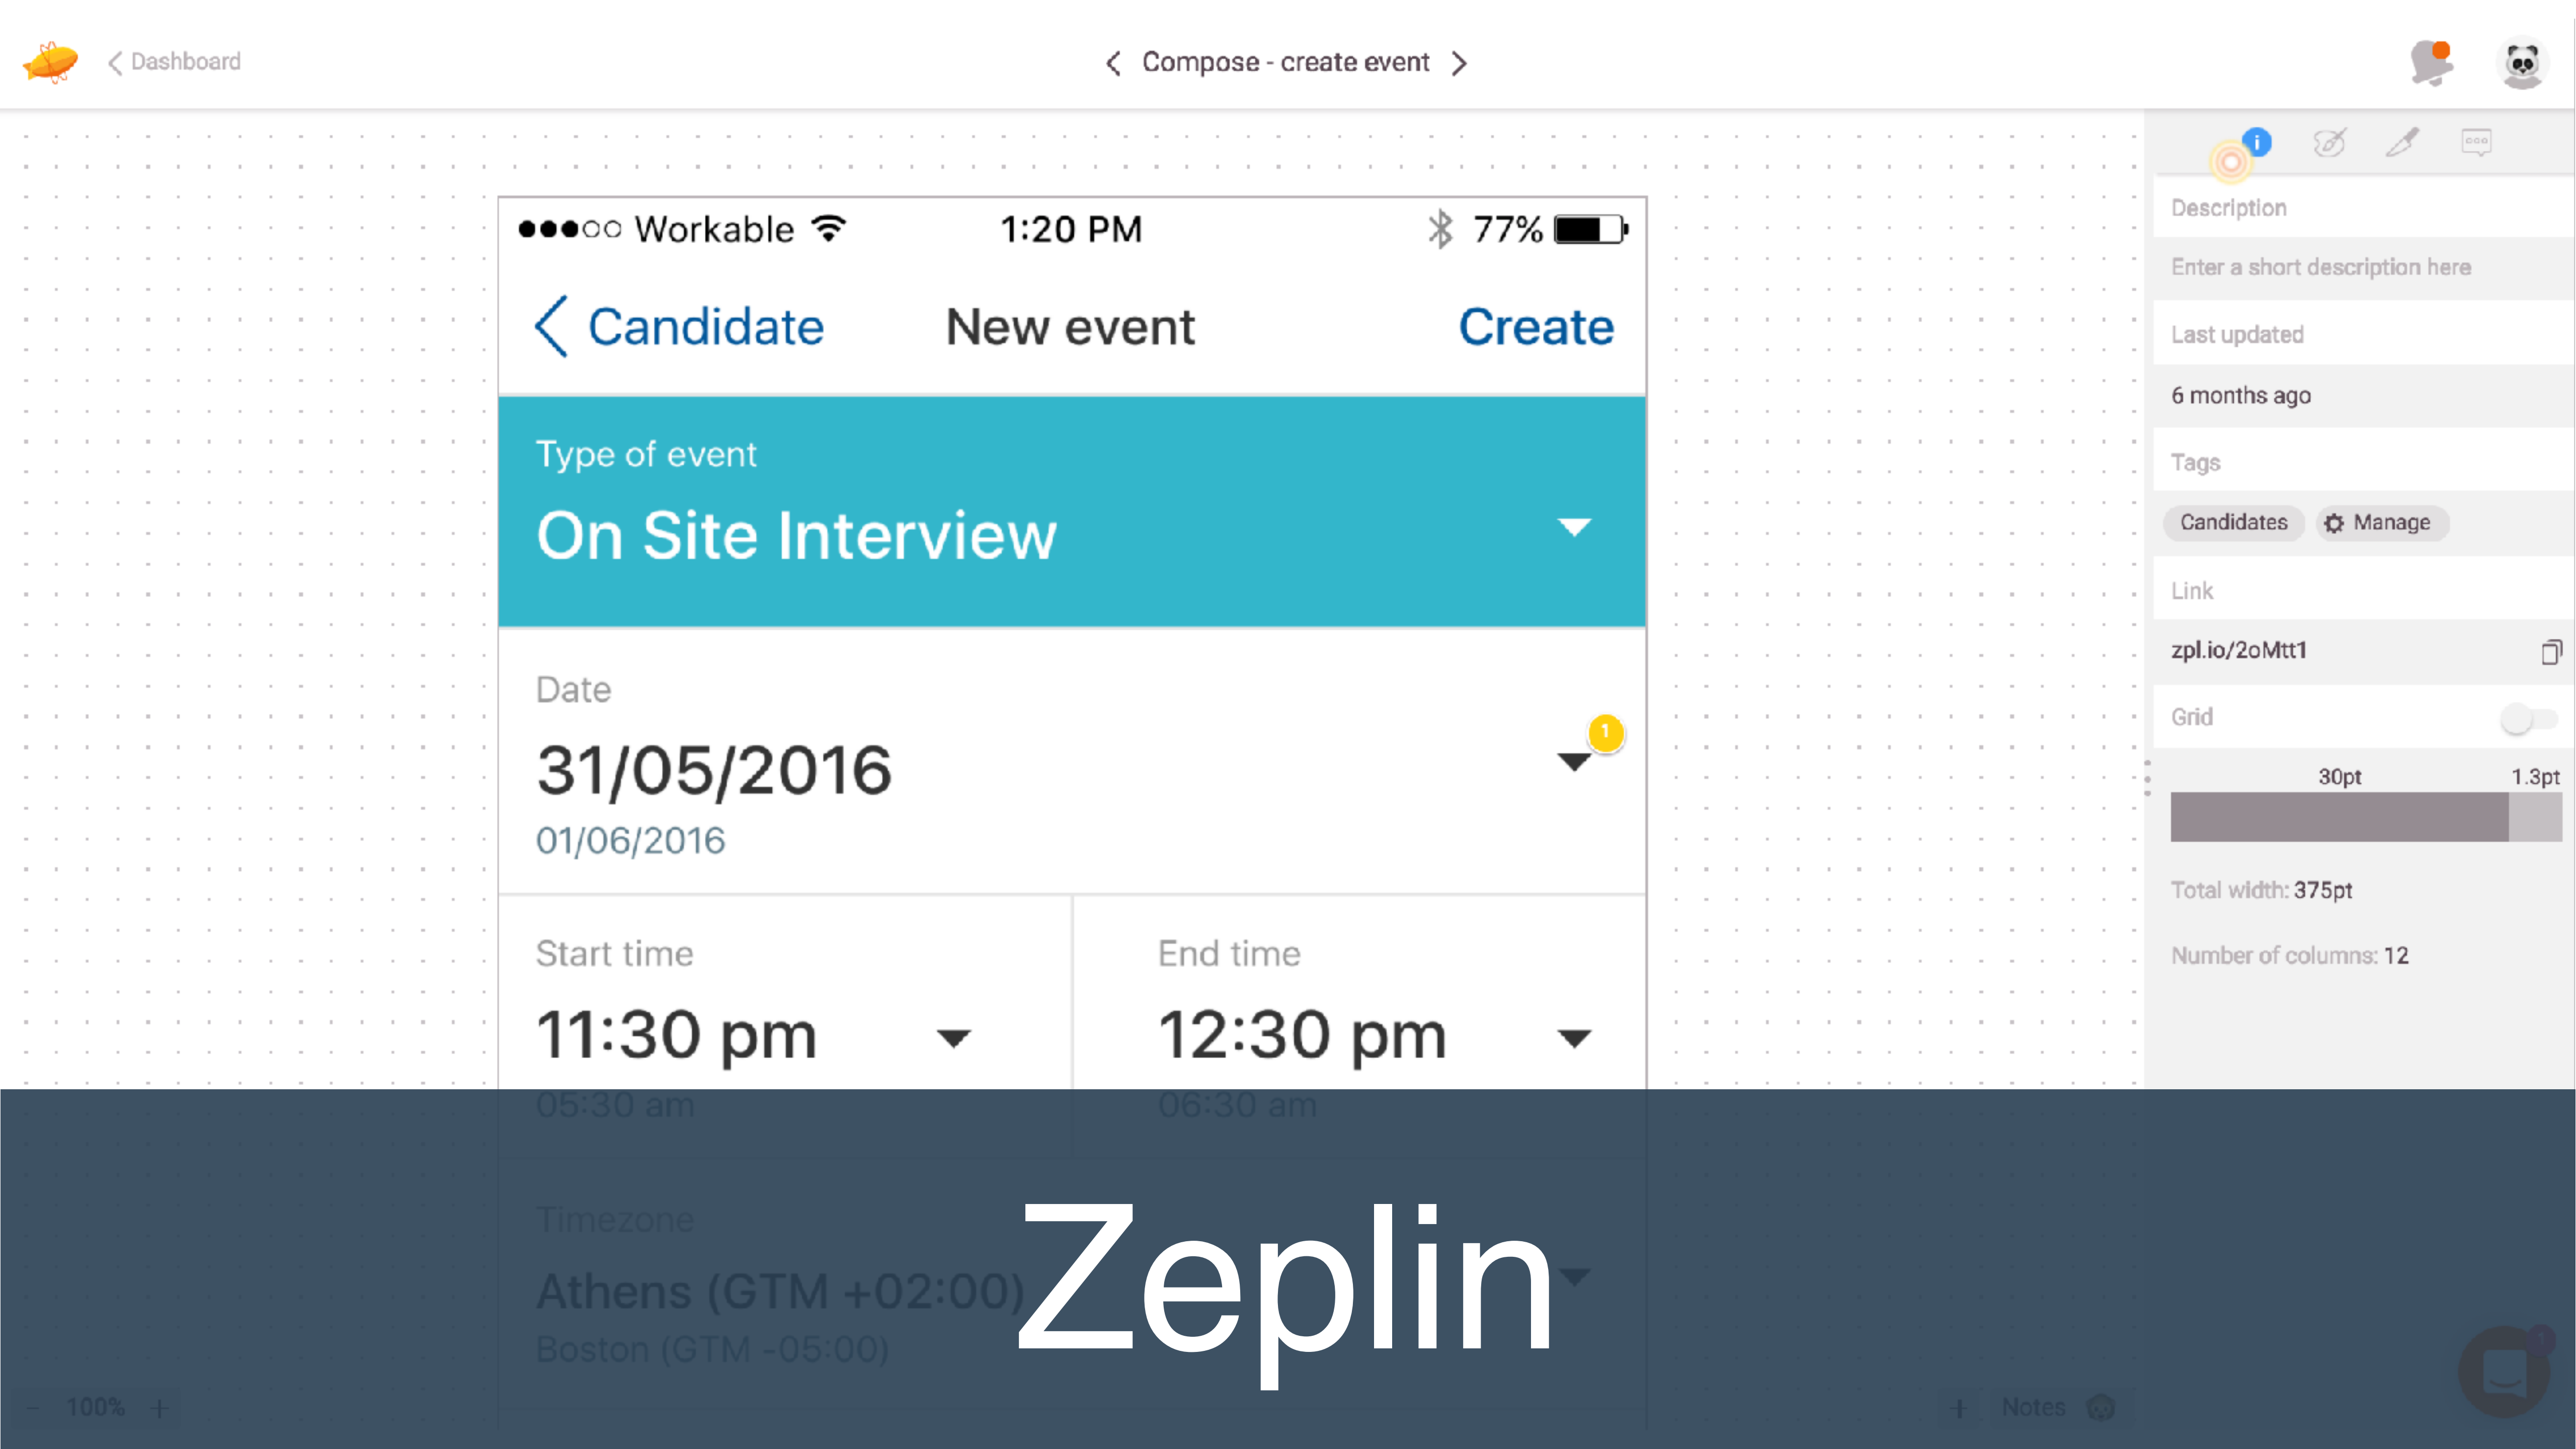 Dashboard
Compose - create event
Workable
1:20 PM
77%
Candidate
New event
Create
Type of event
On Site Interview
Date
31/05/2016
1
01/06/2016
Start time
11:30 pm
05:30 am
End time
12:30 pm
06:30 am
Timezone
Athens (GTM +02:00)
Boston (GTM -05:00)
Zeplin
- 100% +
+ Notes
1
i
Description
Enter a short description here
Last updated
6 months ago
Tags
Candidates
Manage
Link
zpl.io/2oMtt1
Grid
30pt
1.3pt
Total width: 375pt
Number of columns: 12